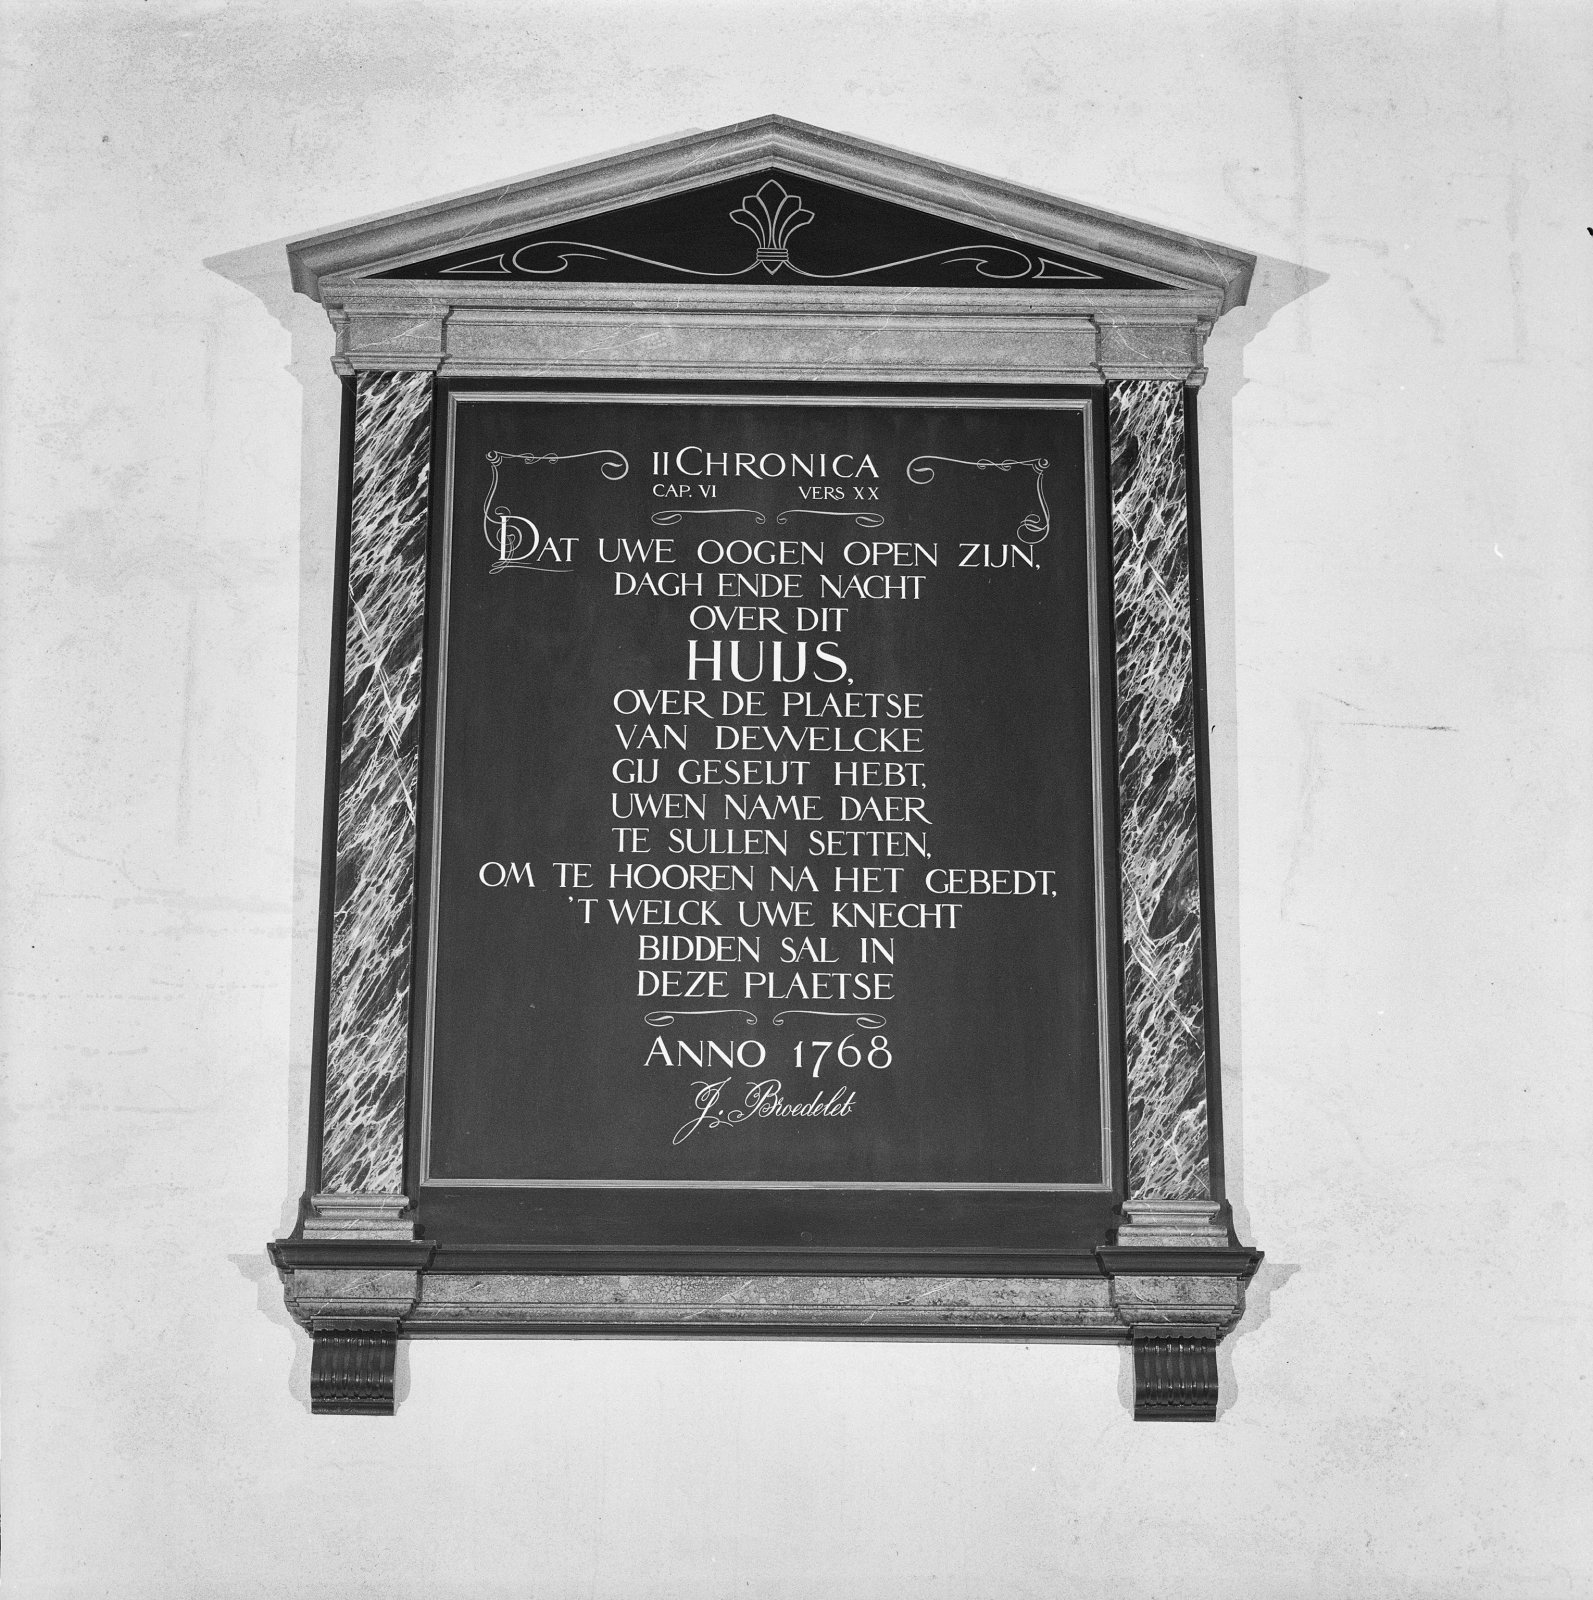 II CHRONICA
CAP. VI VERS XX
DAT UWE OOGEN OPEN ZIJN,
DAGH ENDE NACHT
OVER DIT
HUIJS,
OVER DE PLAETSE
VAN DEWELCKE
GIJ GESEIJT HEBT,
UWEN NAME DAER
TE SULLEN SETTEN,
OM TE HOOREN NA HET GEBEDT,
'T WELCK UWE KNECHT
BIDDEN SAL IN
DEZE PLAETSE
ANNO 1768
J. Broedelet